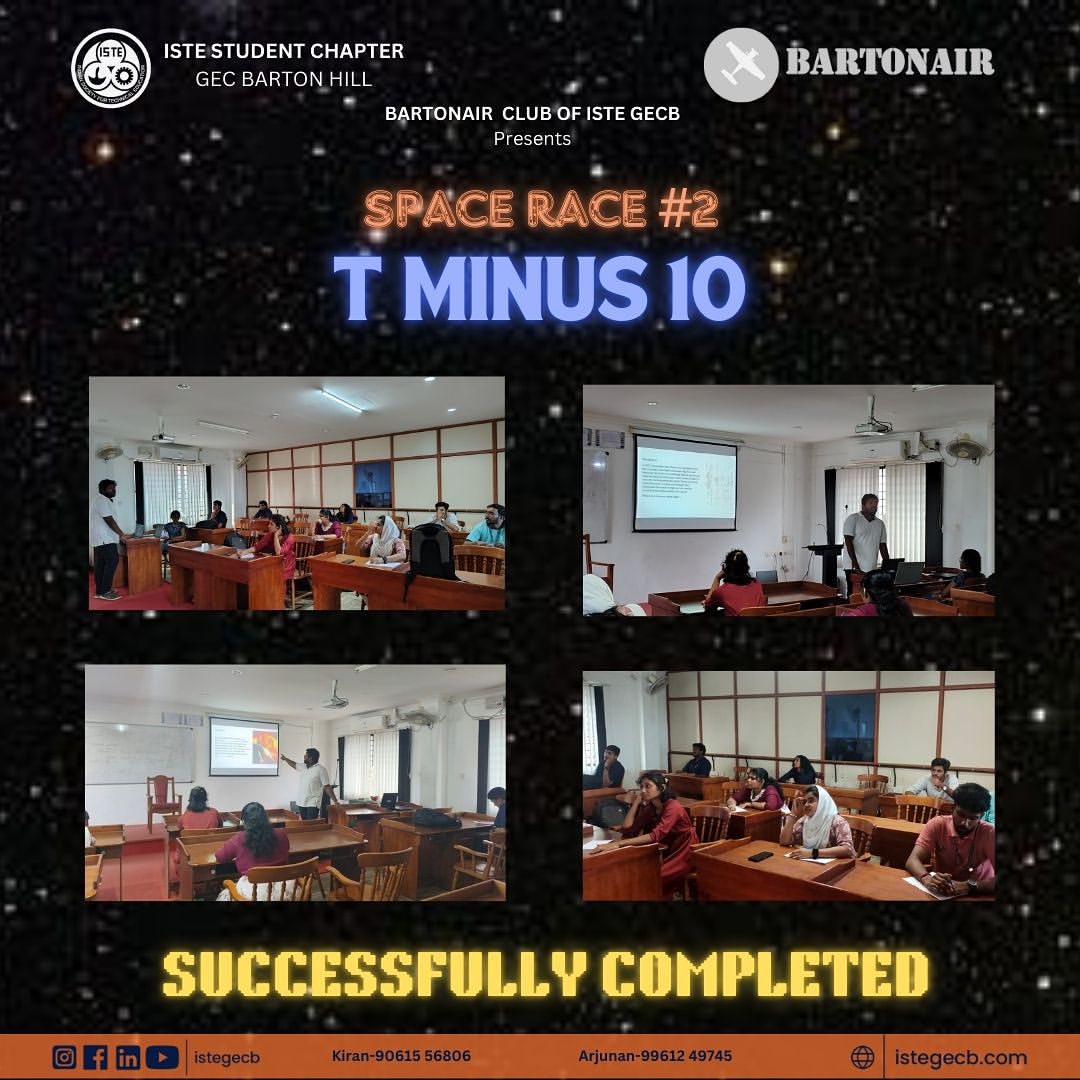 ISTE
ISTE STUDENT CHAPTER
GEC BARTON HILL
BARTONAIR
BARTONAIR CLUB OF ISTE GECB
Presents
SPACE RACE #2
T MINUS 10
SUCCESSFULLY COMPLETED
istegecb
Kiran-90615 56806
Arjunan-99612 49745
istegecb.com